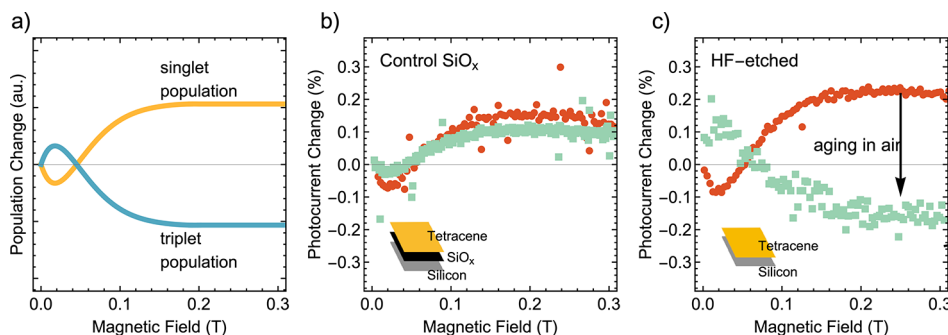 a)
Population Change (au.)
singlet
population
triplet
population
0.0 0.1 0.2 0.3
Magnetic Field (T)
b)
Photocurrent Change (%)
0.3
0.2
0.1
0.0
-0.1
-0.2
-0.3
Control SiOₓ
Tetracene
SiOₓ
Silicon
0.0 0.1 0.2 0.3
Magnetic Field (T)
c)
Photocurrent Change (%)
0.3
0.2
0.1
0.0
-0.1
-0.2
-0.3
HF-etched
aging in air
Tetracene
Silicon
0.0 0.1 0.2 0.3
Magnetic Field (T)